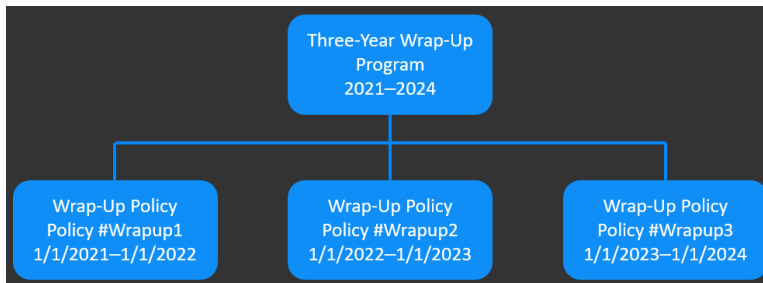 Three-Year Wrap-Up
Program
2021–2024
Wrap-Up Policy
Policy #Wrapup1
1/1/2021–1/1/2022
Wrap-Up Policy
Policy #Wrapup2
1/1/2022–1/1/2023
Wrap-Up Policy
Policy #Wrapup3
1/1/2023–1/1/2024